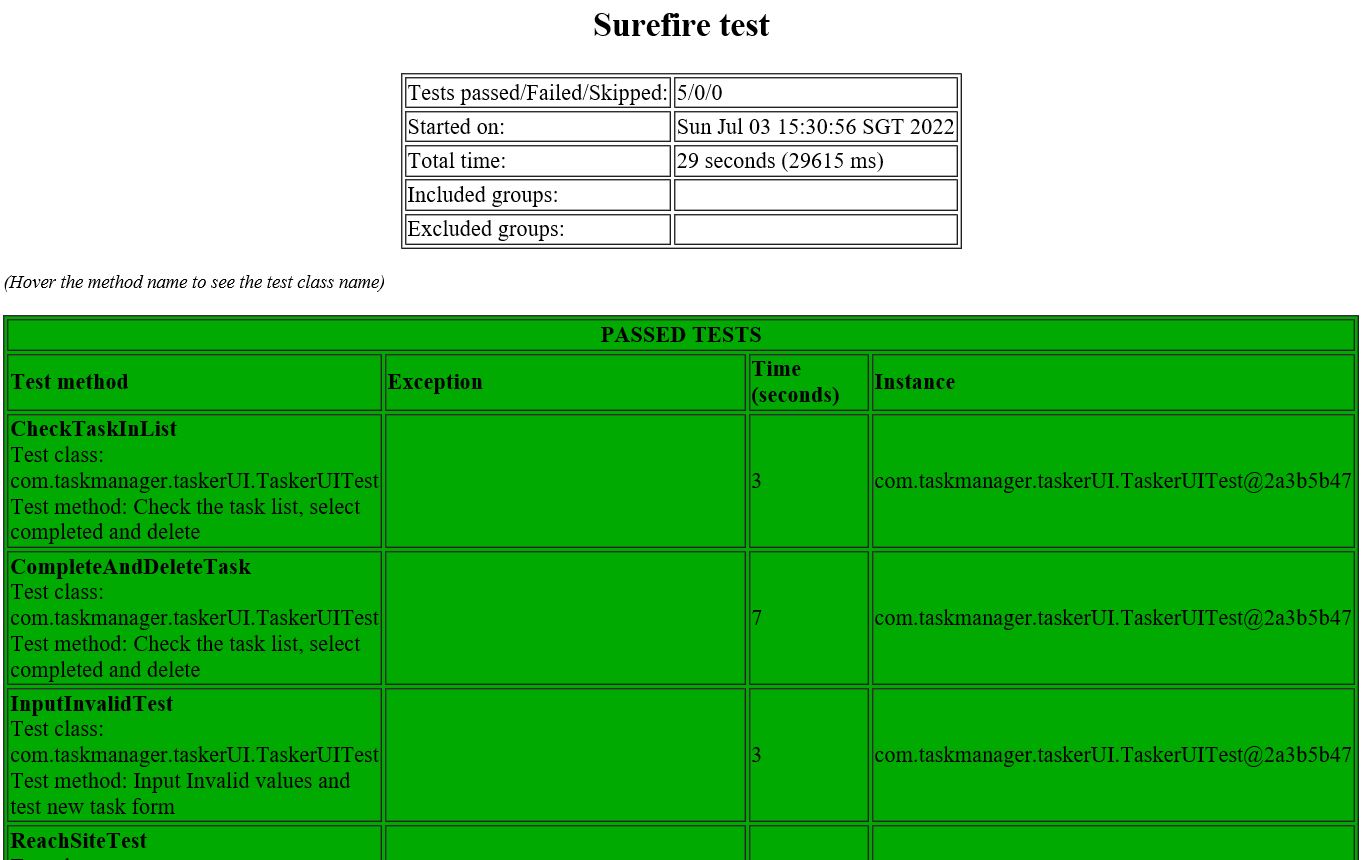 Surefire test
Tests passed/Failed/Skipped: 5/0/0
Started on: Sun Jul 03 15:30:56 SGT 2022
Total time: 29 seconds (29615 ms)
Included groups:
Excluded groups:
(Hover the method name to see the test class name)
PASSED TESTS
Test method Exception Time (seconds) Instance
CheckTaskInList
Test class:
com.taskmanager.taskerUI.TaskerUITest 3 com.taskmanager.taskerUI.TaskerUITest@2a3b5b47
Test method: Check the task list, select
completed and delete
CompleteAndDeleteTask
Test class:
com.taskmanager.taskerUI.TaskerUITest 7 com.taskmanager.taskerUI.TaskerUITest@2a3b5b47
Test method: Check the task list, select
completed and delete
InputInvalidTest
Test class:
com.taskmanager.taskerUI.TaskerUITest 3 com.taskmanager.taskerUI.TaskerUITest@2a3b5b47
Test method: Input Invalid values and
test new task form
ReachSiteTest